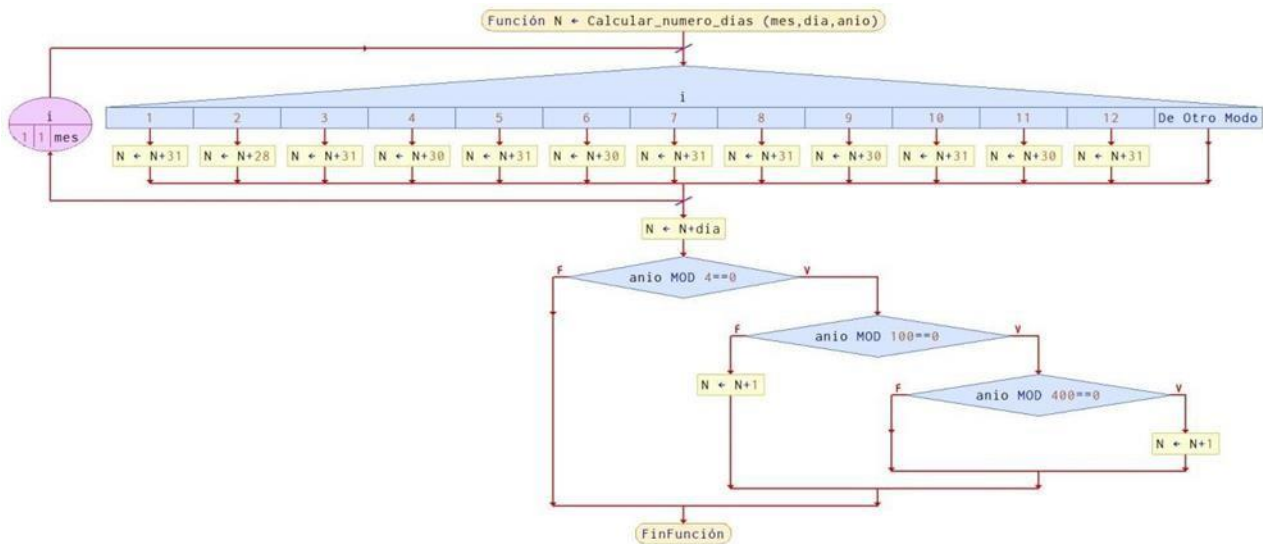 Función N ← Calcular_numero_dias (mes,dia,anio)
i
i
1 2 3 4 5 6 7 8 9 10 11 12 De Otro Modo
1 1 mes
N ← N+31 N ← N+28 N ← N+31 N ← N+30 N ← N+31 N ← N+30 N ← N+31 N ← N+31 N ← N+30 N ← N+31 N ← N+30 N ← N+31
N ← N+dia
F anio MOD 4==0 V
F anio MOD 100==0 V
N ← N+1
F anio MOD 400==0 V
N ← N+1
FinFunción